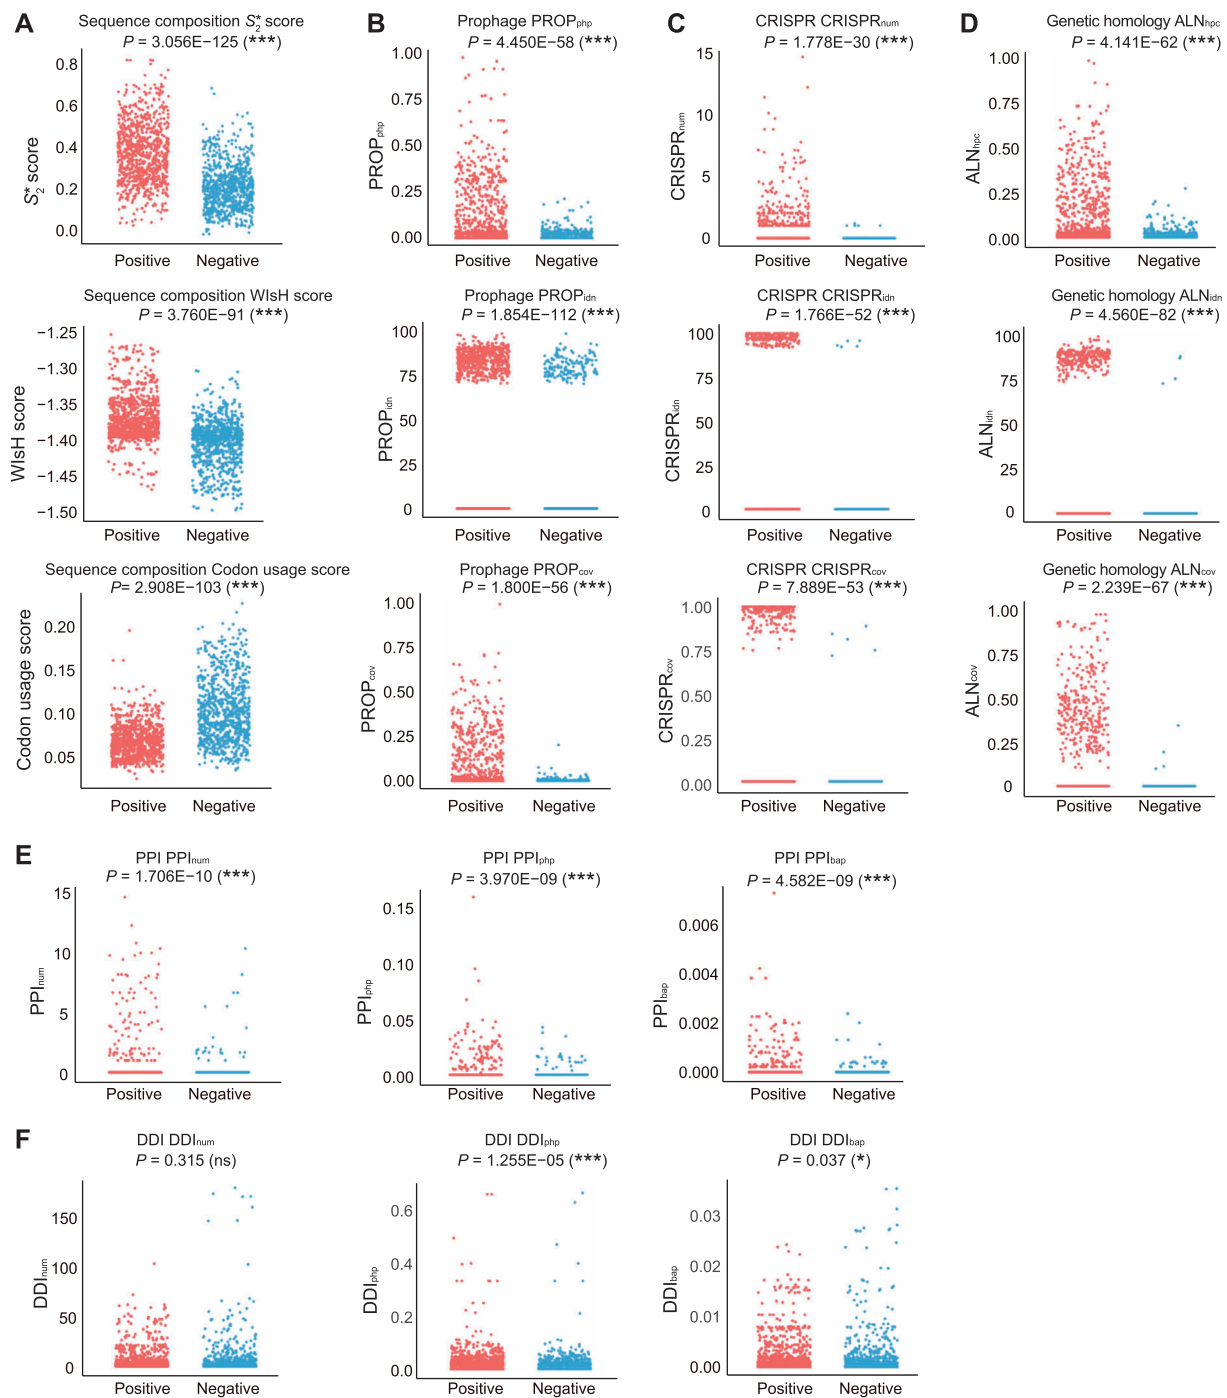 A
Sequence composition S₂* score
P = 3.056E−125 (***)
S₂* score
0.8
0.6
0.4
0.2
0.0
Positive Negative
Sequence composition WIsH score
P = 3.760E−91 (***)
WIsH score
−1.25
−1.30
−1.35
−1.40
−1.45
−1.50
Positive Negative
Sequence composition Codon usage score
P= 2.908E−103 (***)
Codon usage score
0.20
0.15
0.10
0.05
Positive Negative
B
Prophage PROPphp
P = 4.450E−58 (***)
PROPphp
1.00
0.75
0.50
0.25
0.00
Positive Negative
Prophage PROPidn
P = 1.854E−112 (***)
PROPidn
100
75
50
25
0
Positive Negative
Prophage PROPcov
P = 1.800E−56 (***)
PROPcov
1.00
0.75
0.50
0.25
0.00
Positive Negative
C
CRISPR CRISPRnum
P = 1.778E−30 (***)
CRISPRnum
15
10
5
0
Positive Negative
CRISPR CRISPRidn
P = 1.766E−52 (***)
CRISPRidn
100
75
50
25
0
Positive Negative
CRISPR CRISPRcov
P = 7.889E−53 (***)
CRISPRcov
1.00
0.75
0.50
0.25
0.00
Positive Negative
D
Genetic homology ALNhpc
P = 4.141E−62 (***)
ALNhpc
1.00
0.75
0.50
0.25
0.00
Positive Negative
Genetic homology ALNidn
P = 4.560E−82 (***)
ALNidn
100
75
100
25
0
Positive Negative
Genetic homology ALNcov
P = 2.239E−67 (***)
ALNcov
1.00
0.75
0.50
0.25
0
Positive Negative
E
PPI PPInum
P = 1.706E−10 (***)
PPInum
15
10
5
0
Positive Negative
PPI PPIphp
P = 3.970E−09 (***)
PPIphp
0.15
0.10
0.05
0.00
Positive Negative
PPI PPIbap
P = 4.582E−09 (***)
PPIbap
0.006
0.004
0.002
0.000
Positive Negative
F
DDI DDInum
P = 0.315 (ns)
DDInum
150
100
50
0
Positive Negative
DDI DDIphp
P = 1.255E−05 (***)
DDIphp
0.6
0.4
0.2
0.0
Positive Negative
DDI DDIbap
P = 0.037 (*)
DDIbap
0.03
0.02
0.01
0.00
Positive Negative